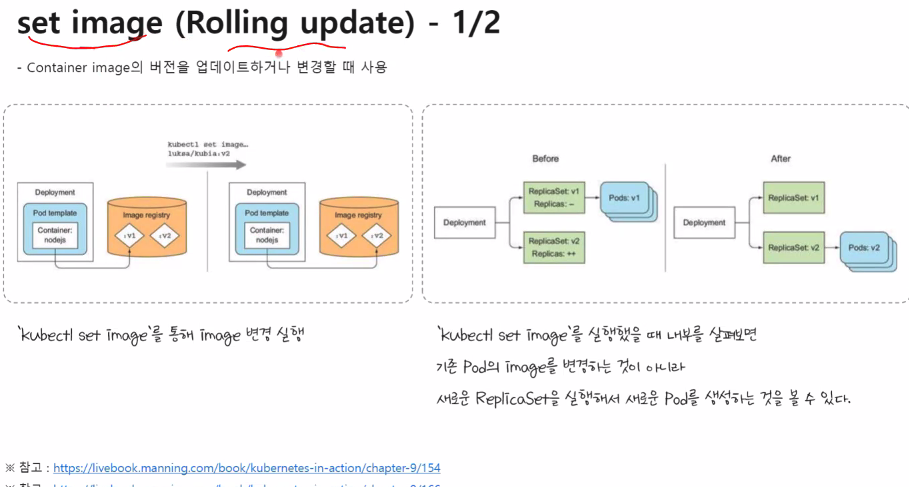 set image (Rolling update) - 1/2
- Container image의 버전을 업데이트하거나 변경할 때 사용
kubectl set image…
luksa/kubia:v2
Deployment
Pod template
Container:
nodejs
Image registry
:v1
:v2
Deployment
Pod template
Container:
nodejs
Image registry
:v1
:v2
Before
Deployment
ReplicaSet: v1
Replicas: --
Pods: v1
ReplicaSet: v2
Replicas: ++
After
Deployment
ReplicaSet: v1
ReplicaSet: v2
Pods: v2
'kubectl set image'를 통해 image 변경 실행
'kubectl set image'를 실행했을 때 내부를 살펴보면
기존 Pod의 image를 변경하는 것이 아니라
새로운 ReplicaSet을 실행해서 새로운 Pod를 생성하는 것을 볼 수 있다.
※ 참고 : https://livebook.manning.com/book/kubernetes-in-action/chapter-9/154